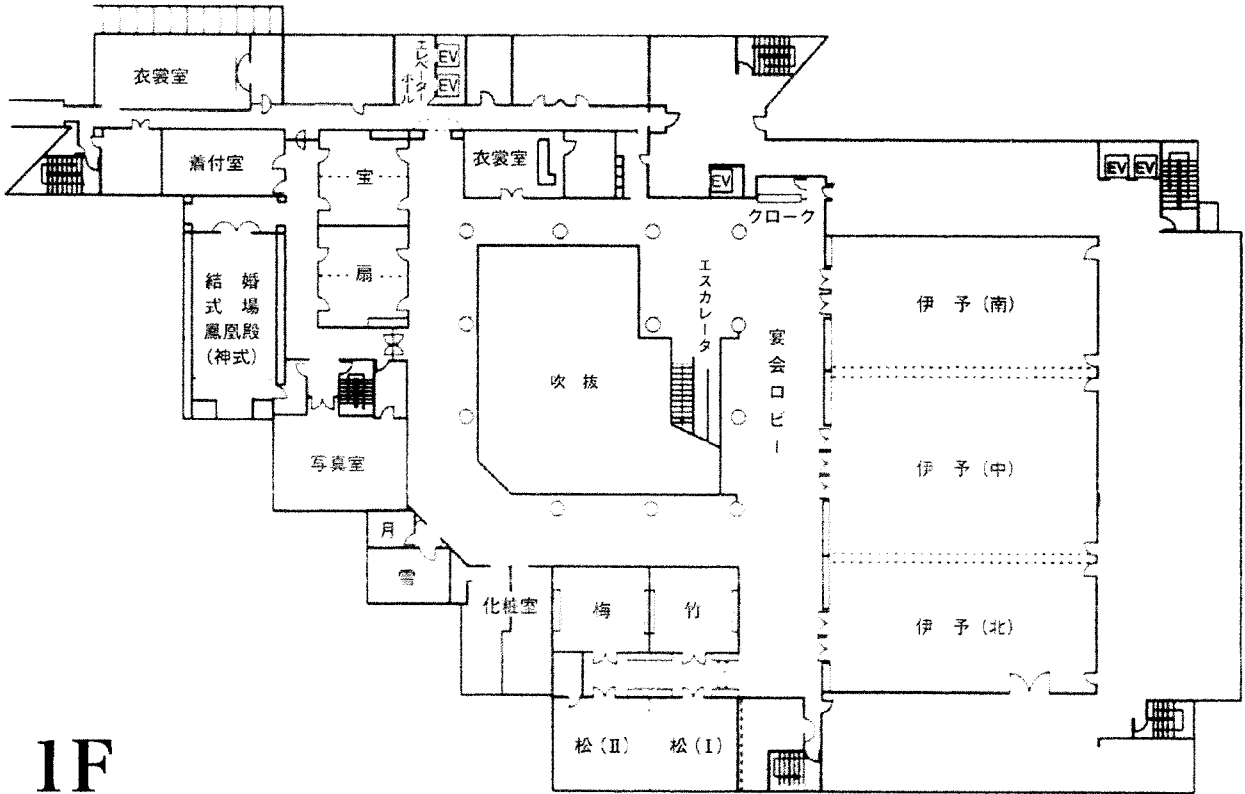 衣裳室
エレベーター
ホール
EV
EV
着付室
宝
衣裳室
EV
クローク
EV
EV
結婚
式場
鳳凰殿
(神式)
扇
エスカレータ
宴会ロビー
伊予(南)
吹抜
伊予(中)
写真室
月
雪
化粧室
梅
竹
伊予(北)
松(Ⅱ)
松(Ⅰ)
1F